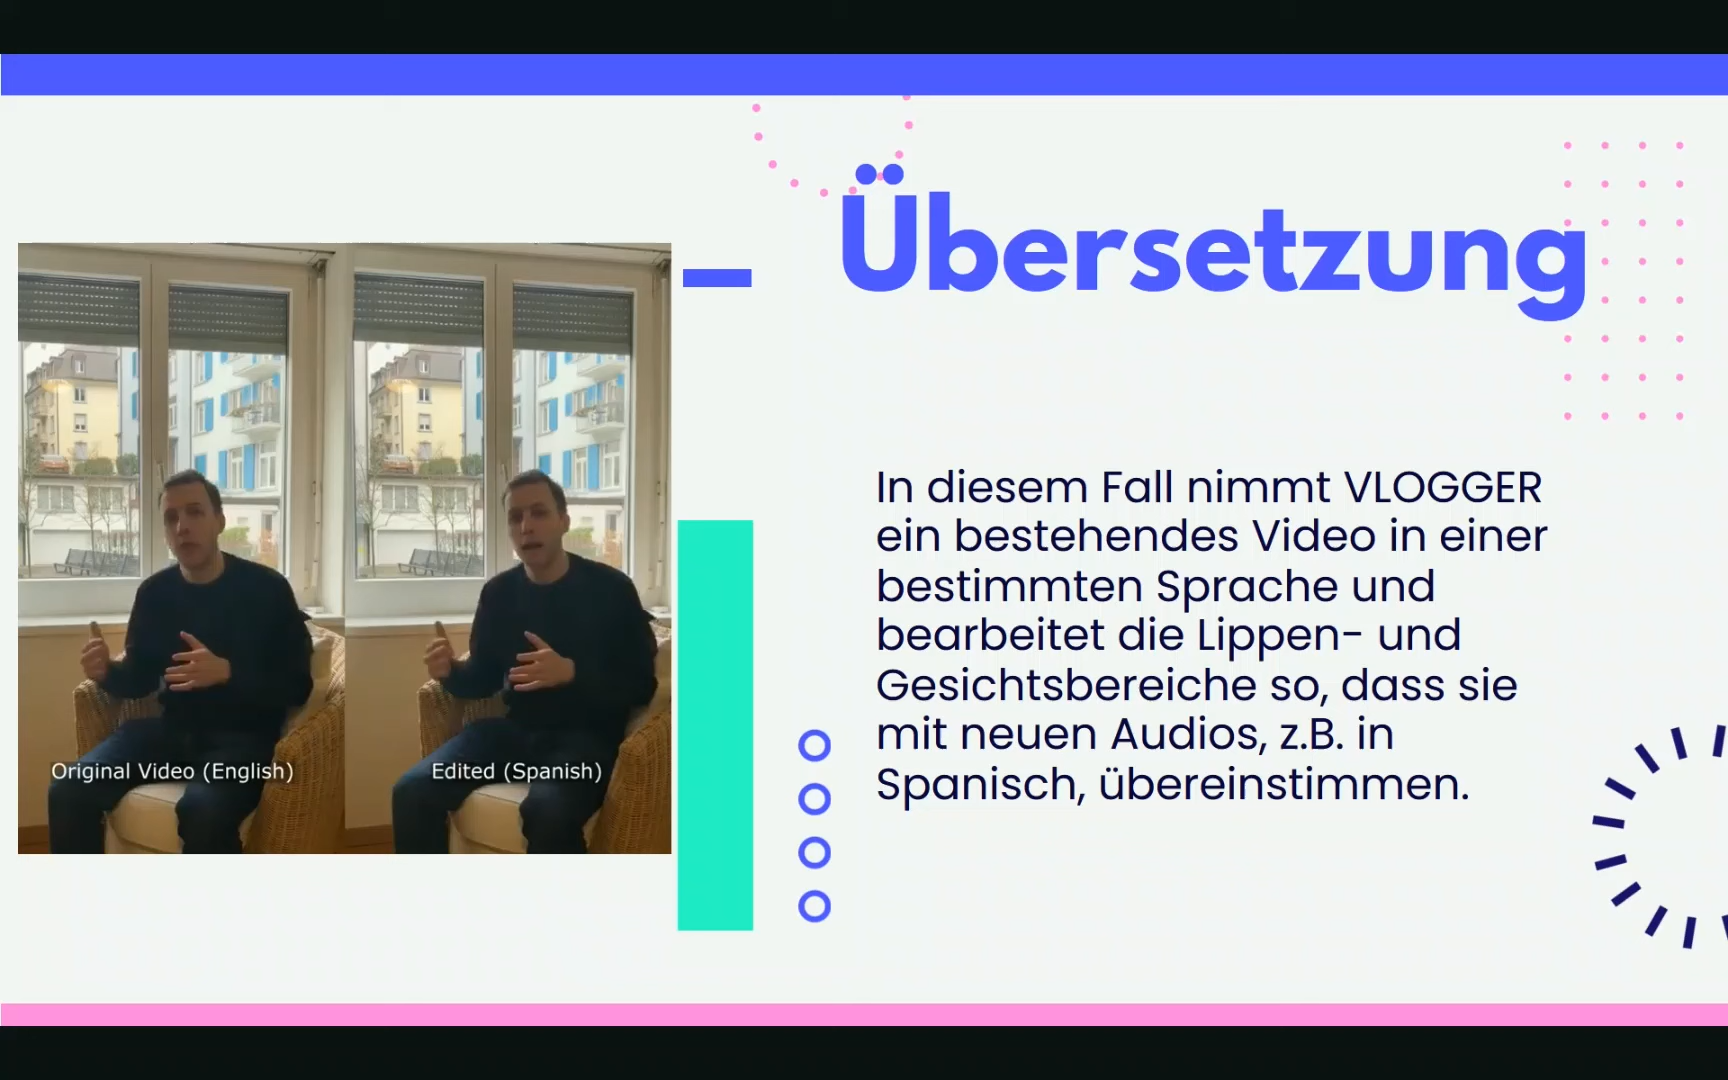 Übersetzung
In diesem Fall nimmt VLOGGER
ein bestehendes Video in einer
bestimmten Sprache und
bearbeitet die Lippen- und
Gesichtsbereiche so, dass sie
mit neuen Audios, z.B. in
Spanisch, übereinstimmen.
Original Video (English)
Edited (Spanish)